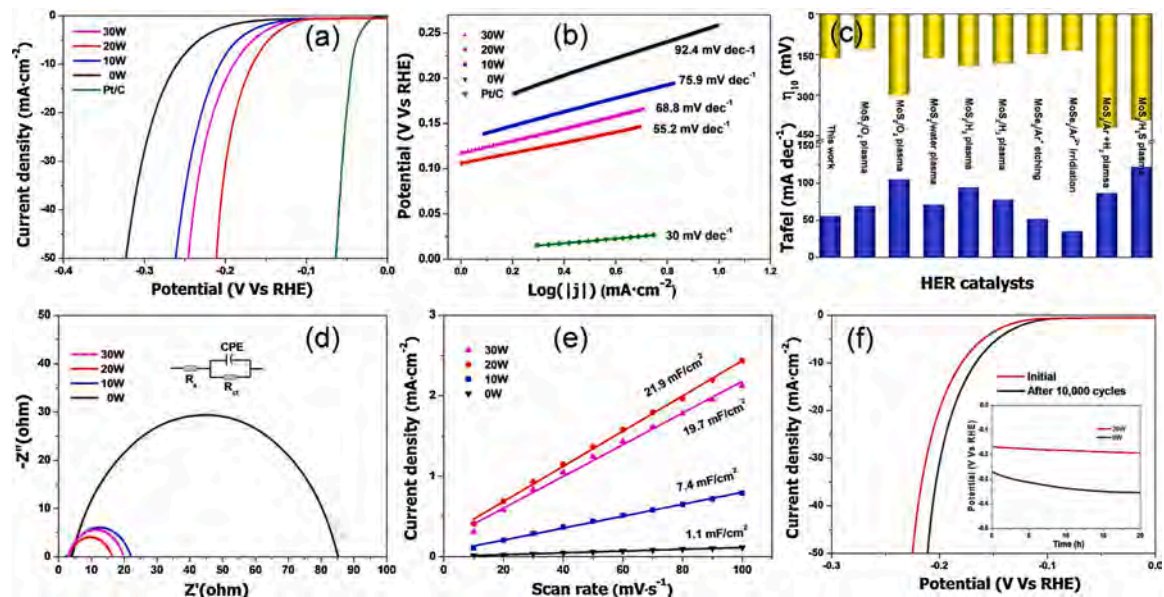 (a)
30W
20W
10W
0W
Pt/C
Current density (mA·cm⁻²)
0
-10
-20
-30
-40
-50
-0.4
-0.3
-0.2
-0.1
0.0
Potential (V Vs RHE)
(b)
30W
20W
10W
0W
Pt/C
92.4 mV dec-1
75.9 mV dec⁻¹
68.8 mV dec⁻¹
55.2 mV dec⁻¹
30 mV dec⁻¹
Potential (V Vs RHE)
0.25
0.20
0.15
0.10
0.05
0.00
0.0
0.2
0.4
0.6
0.8
1.0
1.2
Log(|j|) (mA·cm⁻²)
(c)
η₁₀ (mV)
0
150
300
450
This work
MoS₂/O₂ plasma
MoS₂/O₂ plasma
MoS₂/water plasma
MoS₂/H₂ plasma
MoS₂/H₂ plasma
MoSe₂/Ar⁺ etching
MoS₂/Ar+H₂ plamsa
MoS₂/H₂S plasma
Tafel (mA dec⁻¹)
150
100
50
0
HER catalysts
(d)
30W
20W
10W
0W
CPE
Rs
Rct
-Z''(ohm)
50
40
30
20
10
0
0
10
20
30
40
50
60
70
80
90
100
Z'(ohm)
(e)
30W
20W
10W
0W
21.9 mF/cm²
19.7 mF/cm²
7.4 mF/cm²
1.1 mF/cm²
Current density (mA·cm⁻²)
3
2
1
0
0
20
40
60
80
100
Scan rate (mV·s⁻¹)
(f)
Initial
After 10,000 cycles
Current density (mA·cm⁻²)
0
-10
-20
-30
-40
-50
-0.3
-0.2
-0.1
0.0
Potential (V Vs RHE)
0W
Potential (V Vs RHE)
0
5
10
15
20
Time (h)